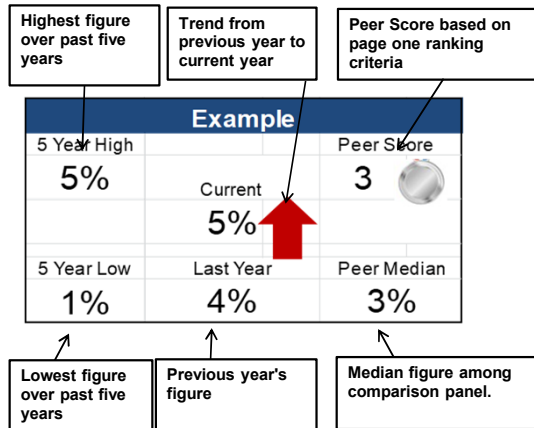 Highest figure
over past five
years
Trend from
previous year to
current year
Peer Score based on
page one ranking
criteria
Example
5 Year High
Peer Score
5%
3
Current
5%
5 Year Low
Last Year
Peer Median
1%
4%
3%
Lowest figure
over past five
years
Previous year's
figure
Median figure among
comparison panel.